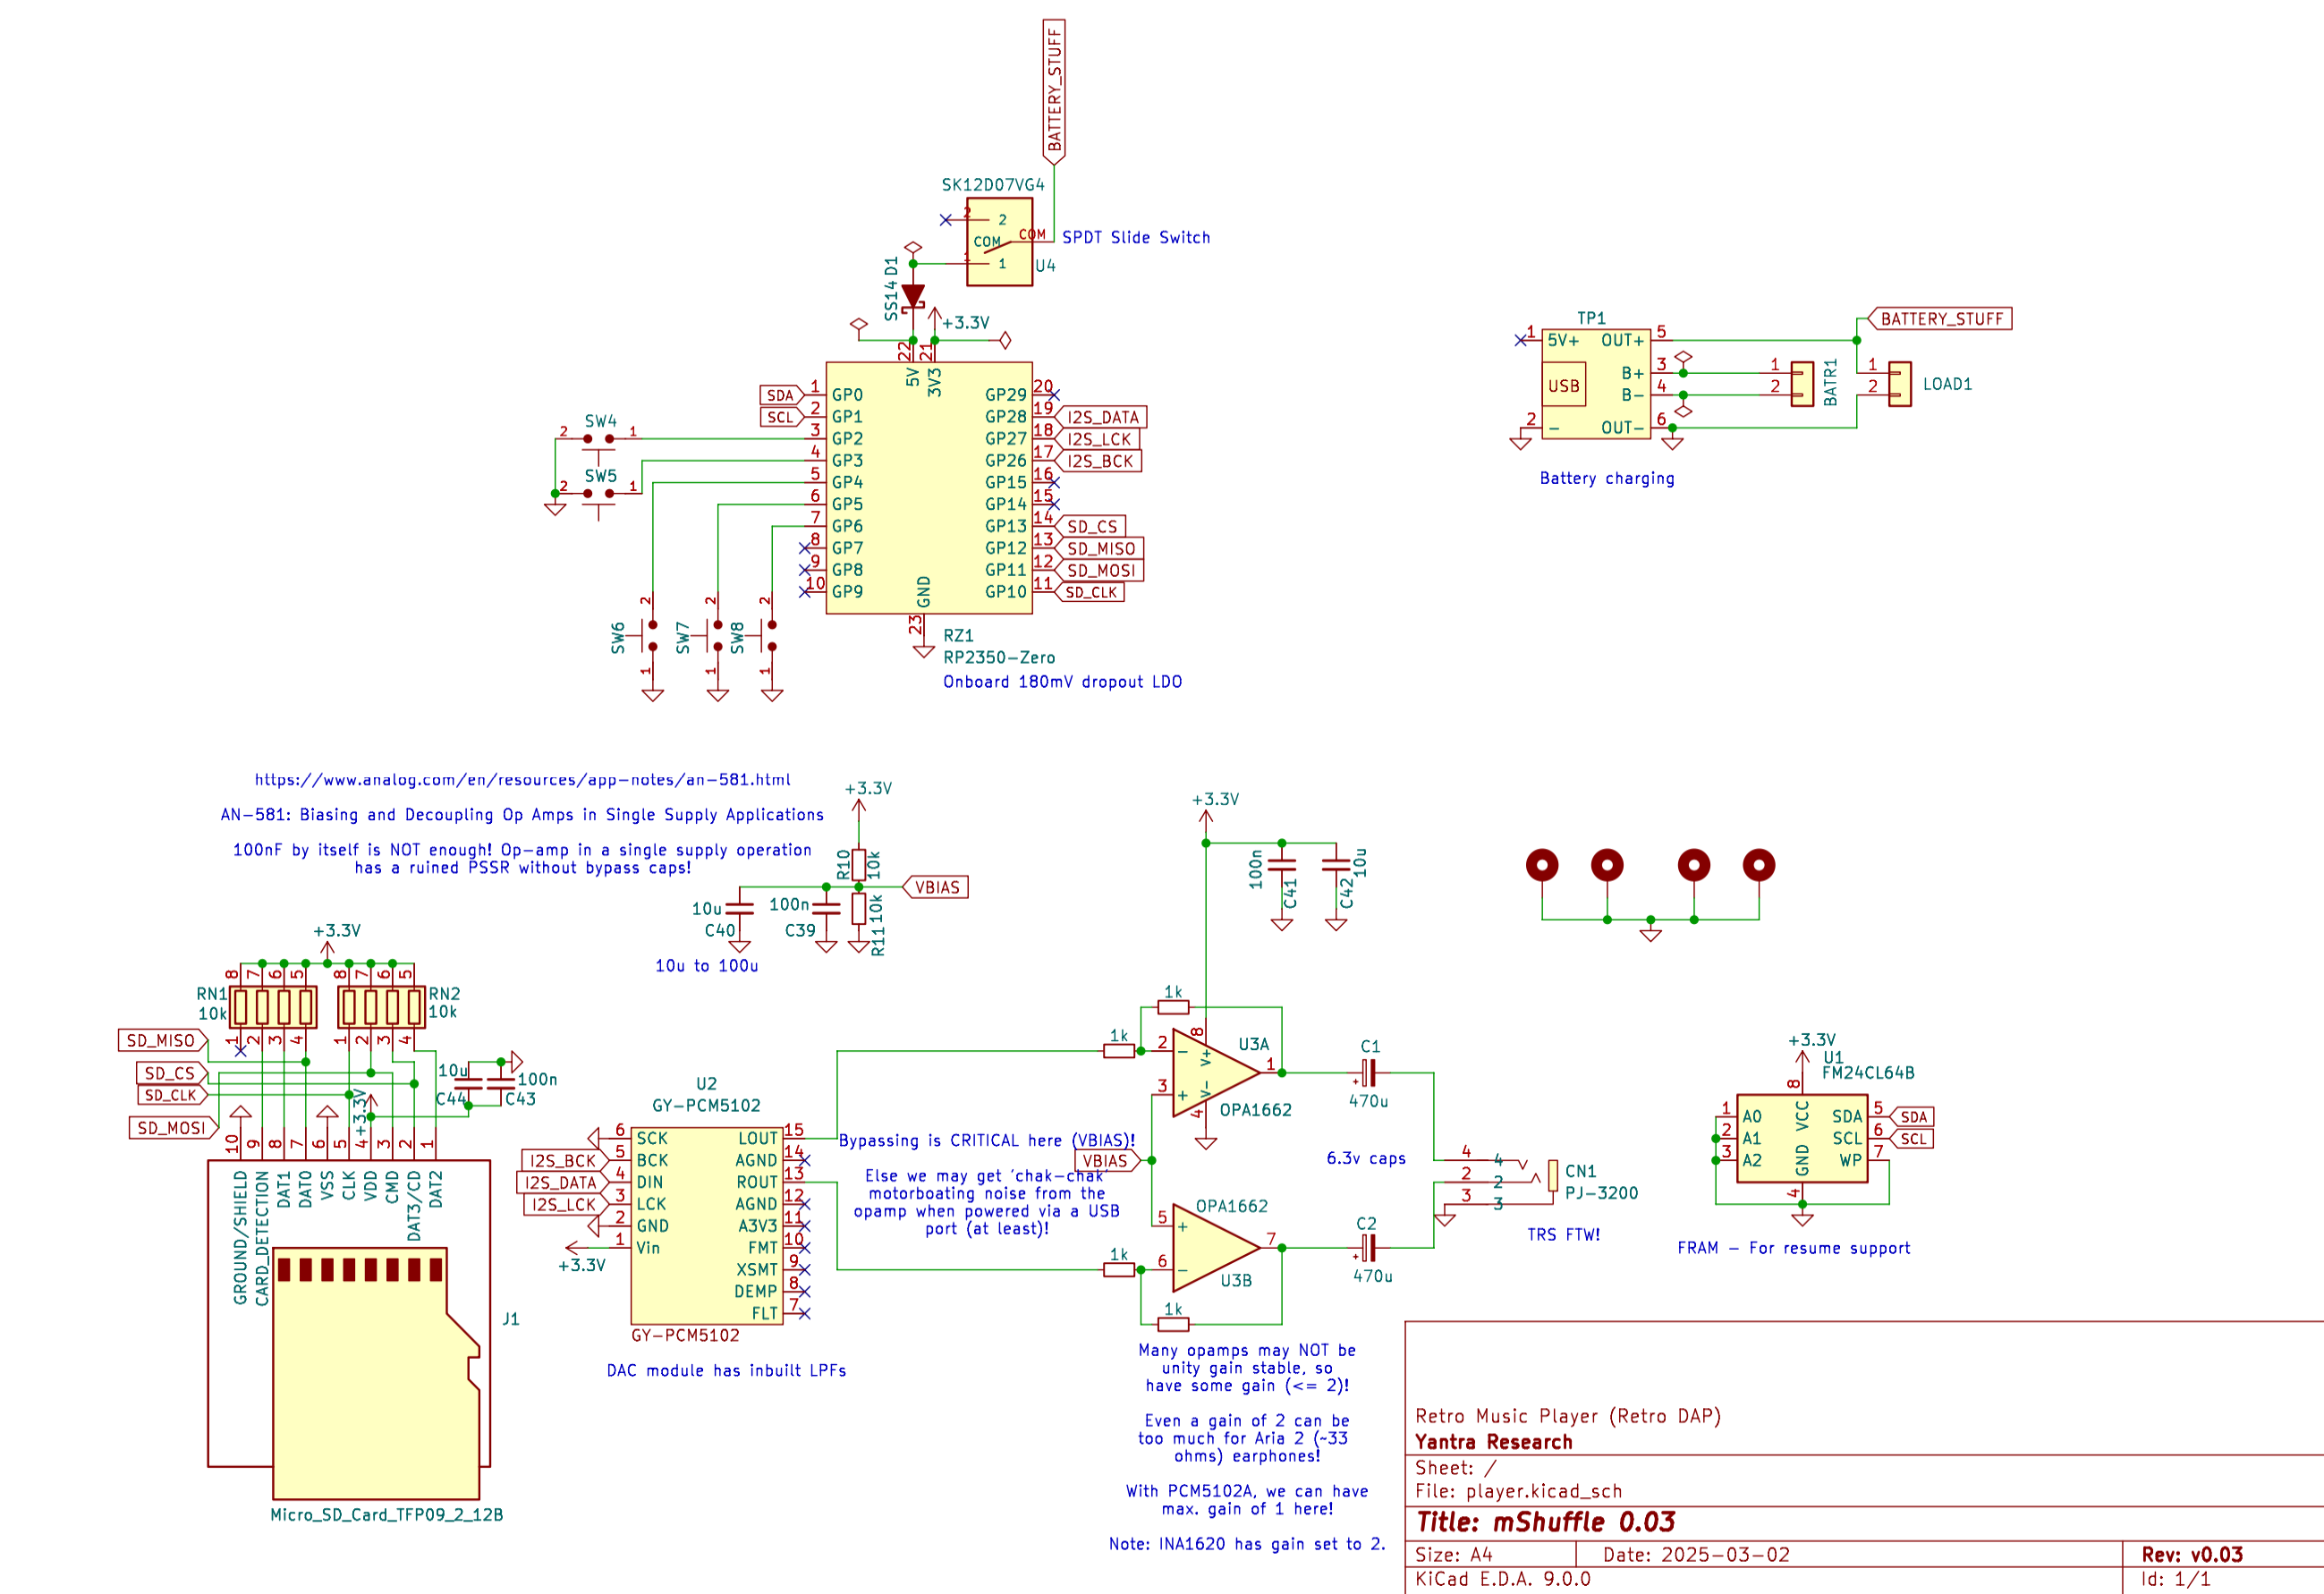 BATTERY_STUFF
SK12D07VG4
2
2
COM
COM
1
1
U4
SPDT Slide Switch
SS14 D1
+3.3V
22
21
5V
3V3
SDA
1 GP0
SCL
2 GP1
3 GP2
4 GP3
5 GP4
6 GP5
7 GP6
8 GP7
9 GP8
10 GP9
GP29 20
GP28 19 I2S_DATA
GP27 18 I2S_LCK
GP26 17 I2S_BCK
GP15 16
GP14 15
GP13 14 SD_CS
GP12 13 SD_MISO
GP11 12 SD_MOSI
GP10 11 SD_CLK
GND
23
RZ1
RP2350-Zero
Onboard 180mV dropout LDO
SW4
2 1
SW5
2 1
SW6
2
1
SW7
2
1
SW8
2
1
TP1
1 5V+
OUT+ 5
USB
B+ 3
B- 4
2 -
OUT- 6
BATTERY_STUFF
1
2
BATR1
1
2
LOAD1
Battery charging
https://www.analog.com/en/resources/app-notes/an-581.html
AN-581: Biasing and Decoupling Op Amps in Single Supply Applications
100nF by itself is NOT enough! Op-amp in a single supply operation
has a ruined PSSR without bypass caps!
+3.3V
R10
10k
VBIAS
10u
C40
100n
C39
R11
10k
10u to 100u
+3.3V
100n
C41
10u
C42
+3.3V
8 7 6 5
8 7 6 5
RN1
10k
RN2
10k
1 2 3 4
1 2 3 4
SD_MISO
SD_CS
SD_CLK
SD_MOSI
10u
C44
100n
C43
+3.3V
10 9 8 7 6 5 4 3 2 1
GROUND/SHIELD
CARD_DETECTION
DAT1
DAT0
VSS
CLK
VDD
CMD
DAT3/CD
DAT2
J1
Micro_SD_Card_TFP09_2_12B
U2
GY-PCM5102
6 SCK
I2S_BCK 5 BCK
I2S_DATA 4 DIN
I2S_LCK 3 LCK
2 GND
1 Vin
+3.3V
LOUT 15
AGND 14
ROUT 13
AGND 12
A3V3 11
FMT 10
XSMT 9
DEMP 8
FLT 7
GY-PCM5102
DAC module has inbuilt LPFs
Bypassing is CRITICAL here (VBIAS)!
VBIAS
Else we may get 'chak-chak'
motorboating noise from the
opamp when powered via a USB
port (at least)!
1k
1k
2 -
3 +
8
V+
V-
4
U3A
1
OPA1662
C1
+
470u
OPA1662
5 +
6 -
7
U3B
1k
1k
C2
+
470u
6.3v caps
4 4
2 2
3 3
CN1
PJ-3200
TRS FTW!
+3.3V
U1
FM24CL64B
8
VCC
1 A0
2 A1
3 A2
SDA 5 SDA
SCL 6 SCL
WP 7
GND
4
FRAM - For resume support
Many opamps may NOT be
unity gain stable, so
have some gain (<= 2)!
Even a gain of 2 can be
too much for Aria 2 (~33
ohms) earphones!
With PCM5102A, we can have
max. gain of 1 here!
Note: INA1620 has gain set to 2.
Retro Music Player (Retro DAP)
Yantra Research
Sheet: /
File: player.kicad_sch
Title: mShuffle 0.03
Size: A4 Date: 2025-03-02 Rev: v0.03
KiCad E.D.A. 9.0.0 Id: 1/1